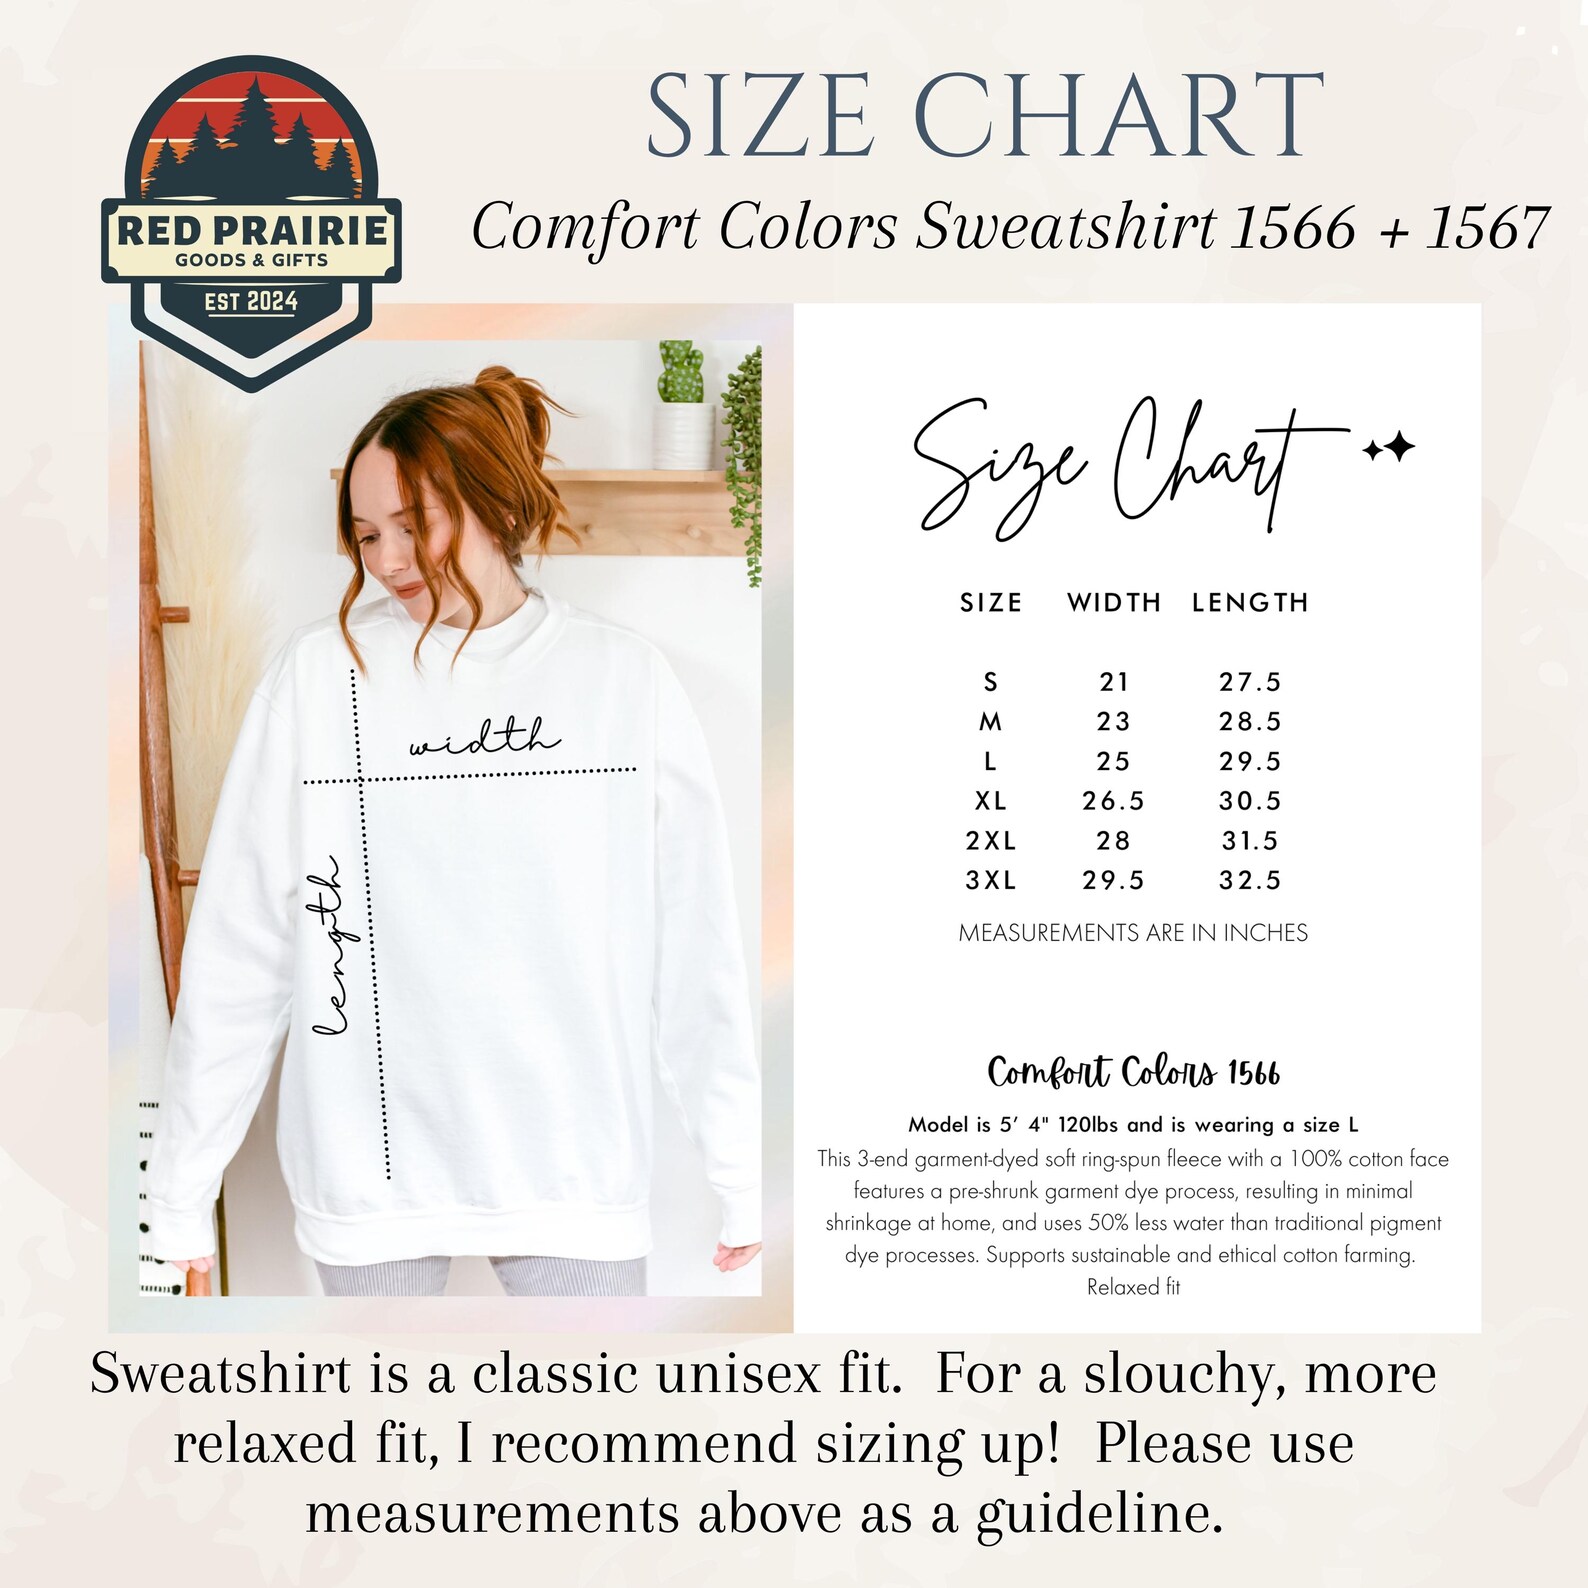 SIZE CHART
Comfort Colors Sweatshirt 1566 + 1567
RED PRAIRIE
GOODS & GIFTS
EST 2024
width
length
Size Chart
SIZE WIDTH LENGTH
S 21 27.5
M 23 28.5
L 25 29.5
XL 26.5 30.5
2XL 28 31.5
3XL 29.5 32.5
MEASUREMENTS ARE IN INCHES
Comfort Colors 1566
Model is 5’ 4" 120lbs and is wearing a size L
This 3-end garment-dyed soft ring-spun fleece with a 100% cotton face
features a pre-shrunk garment dye process, resulting in minimal
shrinkage at home, and uses 50% less water than traditional pigment
dye processes. Supports sustainable and ethical cotton farming.
Relaxed fit
Sweatshirt is a classic unisex fit. For a slouchy, more
relaxed fit, I recommend sizing up! Please use
measurements above as a guideline.